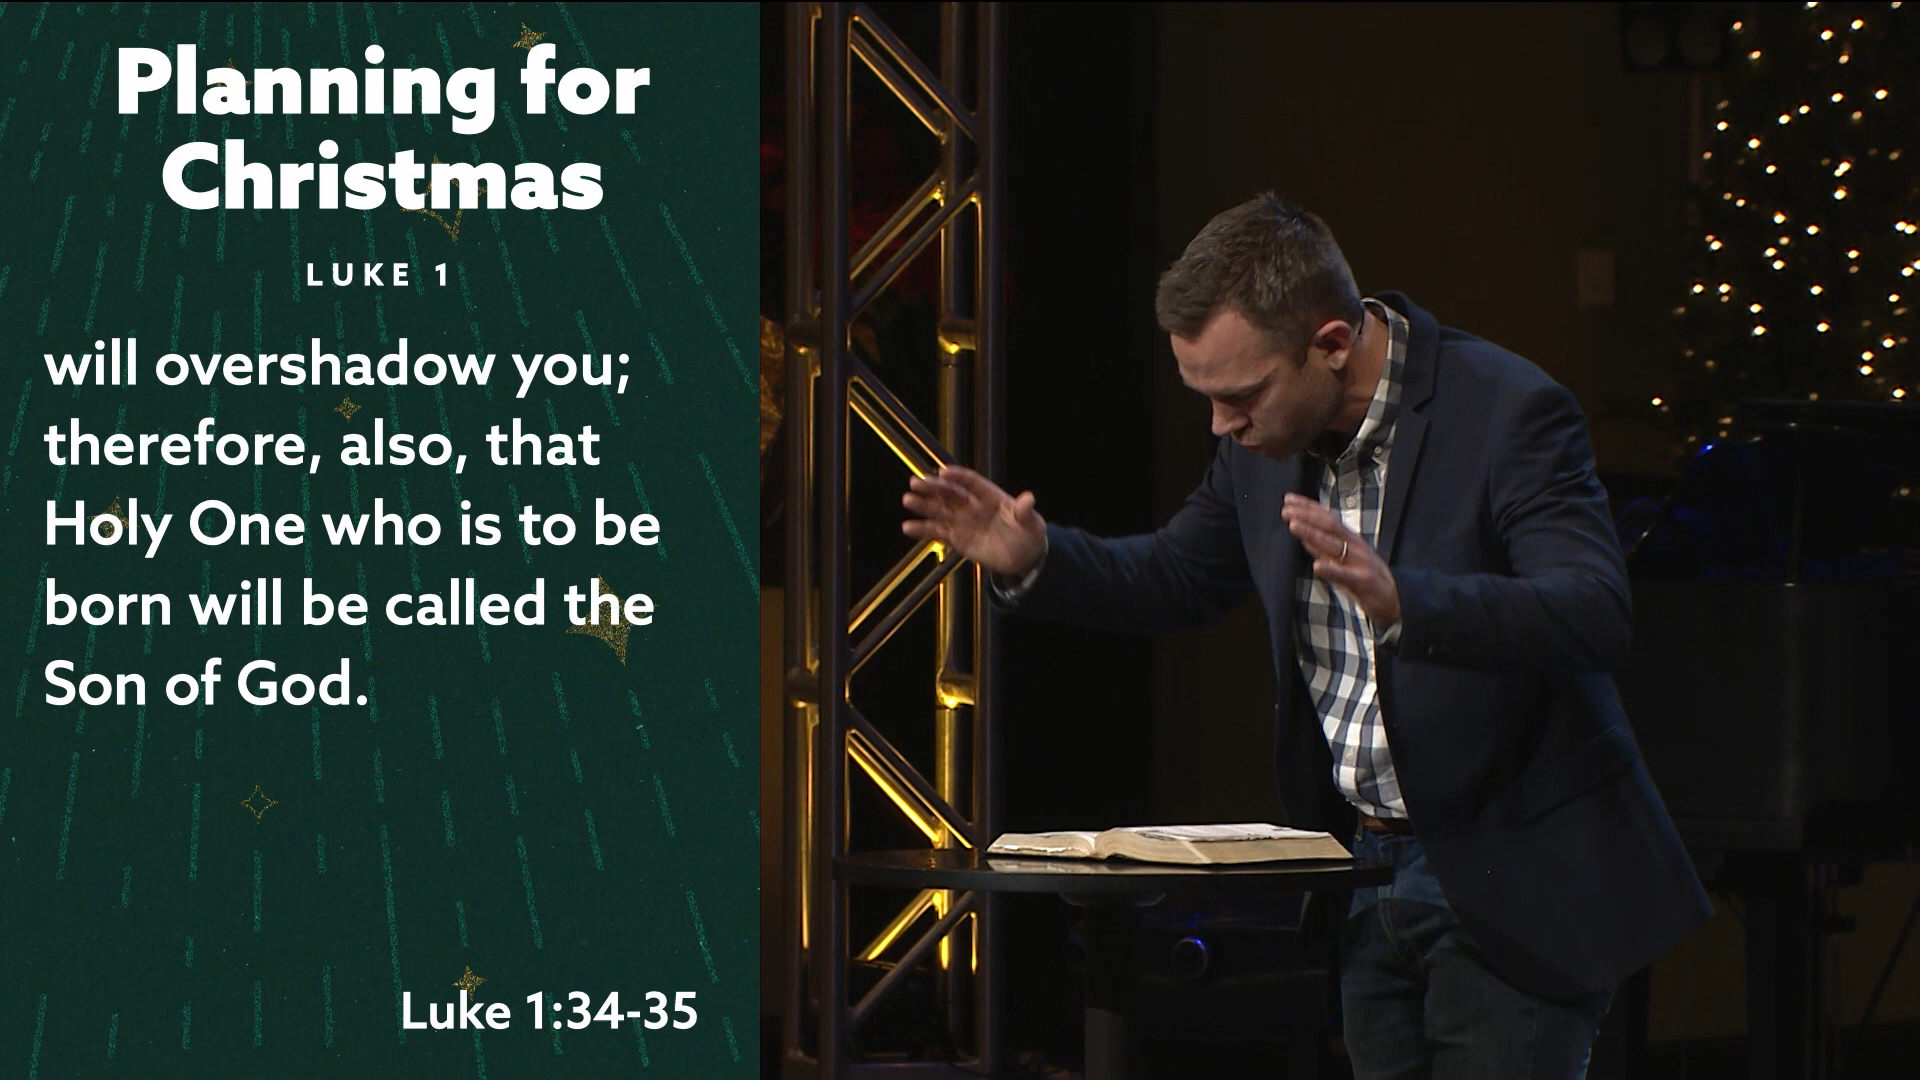 Planning for
Christmas
LUKE 1
will overshadow you;
therefore, also, that
Holy One who is to be
born will be called the
Son of God.
Luke 1:34-35